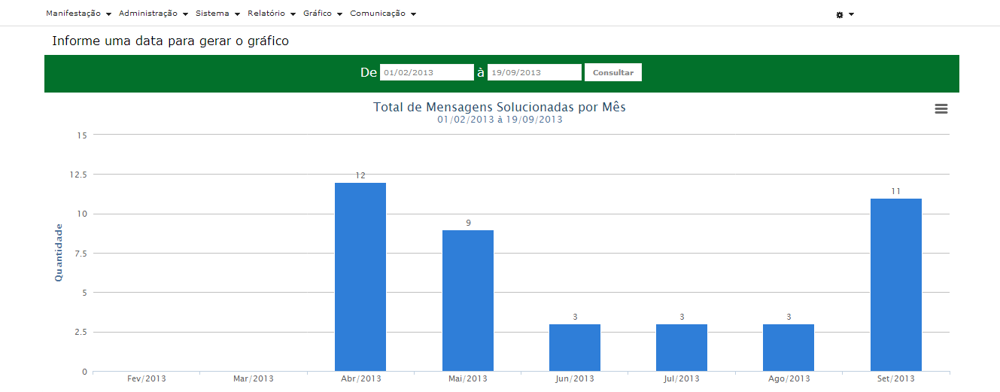 Manifestação Administração Sistema Relatório Gráfico Comunicação
Informe uma data para gerar o gráfico
De 01/02/2013 à 19/09/2013 Consultar
Total de Mensagens Solucionadas por Mês
01/02/2013 à 19/09/2013
Quantidade
15
12.5
10
7.5
5
2.5
0
12
9
3
3
3
11
Fev/2013 Mar/2013 Abr/2013 Mai/2013 Jun/2013 Jul/2013 Ago/2013 Set/2013